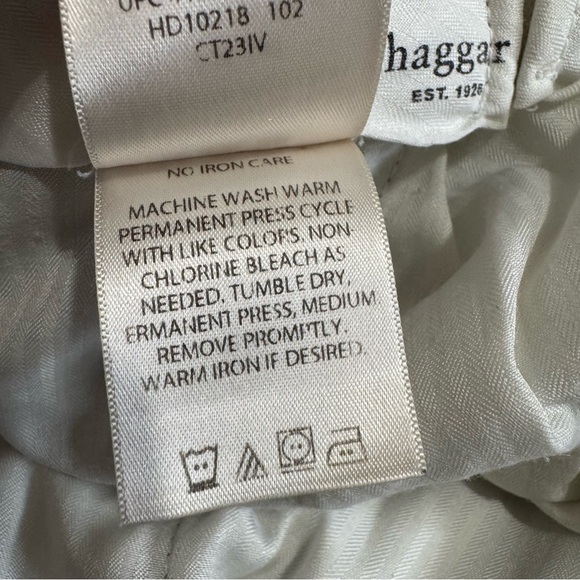 HD10218 102
CT23IV
haggar
EST. 1926
NO IRON CARE
MACHINE WASH WARM
PERMANENT PRESS CYCLE
WITH LIKE COLORS. NON-
CHLORINE BLEACH AS
NEEDED. TUMBLE DRY,
ERMANENT PRESS, MEDIUM
REMOVE PROMPTLY.
WARM IRON IF DESIRED.